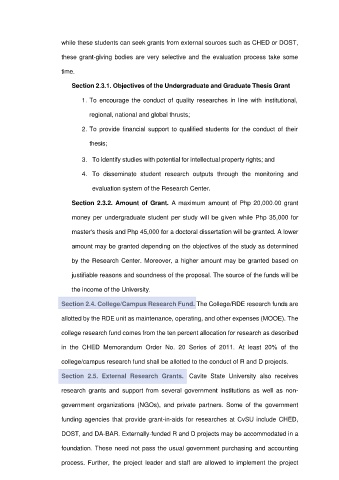 while these students can seek grants from external sources such as CHED or DOST,
these grant-giving bodies are very selective and the evaluation process take some
time.
Section 2.3.1. Objectives of the Undergraduate and Graduate Thesis Grant
1. To encourage the conduct of quality researches in line with institutional,
regional, national and global thrusts;
2. To provide financial support to qualified students for the conduct of their
thesis;
3. To identify studies with potential for intellectual property rights; and
4. To disseminate student research outputs through the monitoring and
evaluation system of the Research Center.
Section 2.3.2. Amount of Grant. A maximum amount of Php 20,000.00 grant
money per undergraduate student per study will be given while Php 35,000 for
master's thesis and Php 45,000 for a doctoral dissertation will be granted. A lower
amount may be granted depending on the objectives of the study as determined
by the Research Center. Moreover, a higher amount may be granted based on
justifiable reasons and soundness of the proposal. The source of the funds will be
the income of the University.
Section 2.4. College/Campus Research Fund. The College/RDE research funds are
allotted by the RDE unit as maintenance, operating, and other expenses (MOOE). The
college research fund comes from the ten percent allocation for research as described
in the CHED Memorandum Order No. 20 Series of 2011. At least 20% of the
college/campus research fund shall be allotted to the conduct of R and D projects.
Section 2.5. External Research Grants. Cavite State University also receives
research grants and support from several government institutions as well as non-
government organizations (NGOs), and private partners. Some of the government
funding agencies that provide grant-in-aids for researches at CvSU include CHED,
DOST, and DA-BAR. Externally-funded R and D projects may be accommodated in a
foundation. These need not pass the usual government purchasing and accounting
process. Further, the project leader and staff are allowed to implement the project